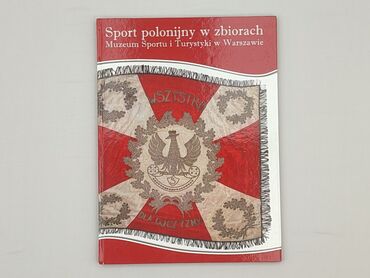 Sport polonijny w zbiorach
Muzeum Sportu i Turystyki w Warszawie
WSZYSTKO
DLA OJCZYZNY